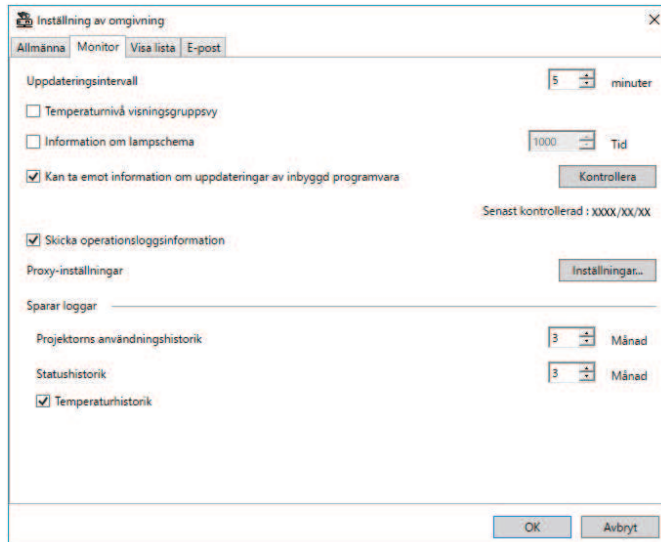 Inställning av omgivning
Allmänna Monitor Visa lista E-post
Uppdateringsintervall 5 minuter
Temperaturnivå visningsgruppsvy
Information om lampschema 1000 Tid
Kan ta emot information om uppdateringar av inbyggd programvara Kontrollera
Senast kontrollerad : XXXX/XX/XX
Skicka operationsloggsinformation
Proxy-inställningar Inställningar...
Sparar loggar
Projektorns användningshistorik 3 Månad
Statushistorik 3 Månad
Temperaturhistorik
OK Avbryt